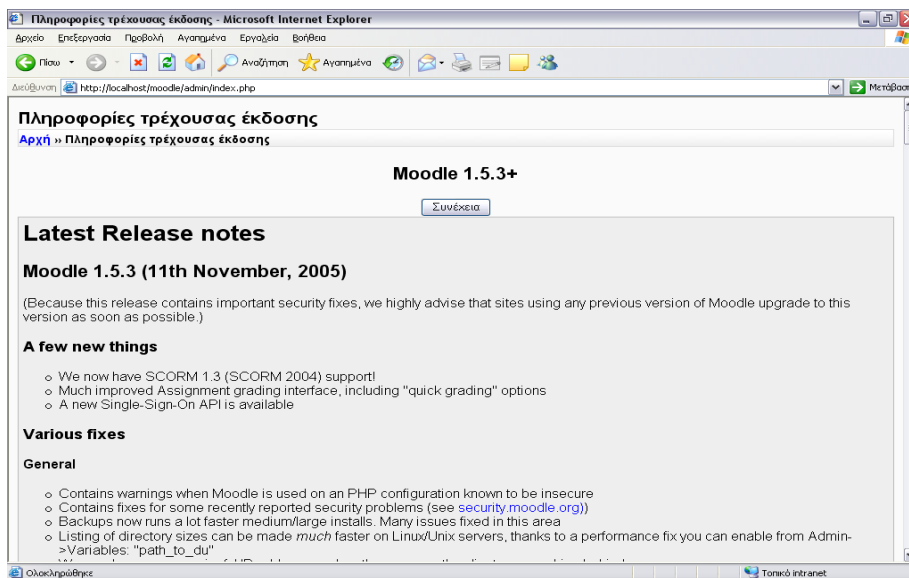 Πληροφορίες τρέχουσας έκδοσης - Microsoft Internet Explorer
Αρχείο Επεξεργασία Προβολή Αγαπημένα Εργαλεία Βοήθεια
Πίσω Αναζήτηση Αγαπημένα
Διεύθυνση http://localhost/moodle/admin/index.php Μετάβαση
Πληροφορίες τρέχουσας έκδοσης
Αρχή » Πληροφορίες τρέχουσας έκδοσης
Moodle 1.5.3+
Συνέχεια
Latest Release notes
Moodle 1.5.3 (11th November, 2005)
(Because this release contains important security fixes, we highly advise that sites using any previous version of Moodle upgrade to this
version as soon as possible.)
A few new things
We now have SCORM 1.3 (SCORM 2004) support!
Much improved Assignment grading interface, including "quick grading" options
A new Single-Sign-On API is available
Various fixes
General
Contains warnings when Moodle is used on an PHP configuration known to be insecure
Contains fixes for some recently reported security problems (see security.moodle.org))
Backups now runs a lot faster medium/large installs. Many issues fixed in this area
Listing of directory sizes can be made much faster on Linux/Unix servers, thanks to a performance fix you can enable from Admin-
>Variables: "path_to_du"
Ολοκληρώθηκε Τοπικό intranet